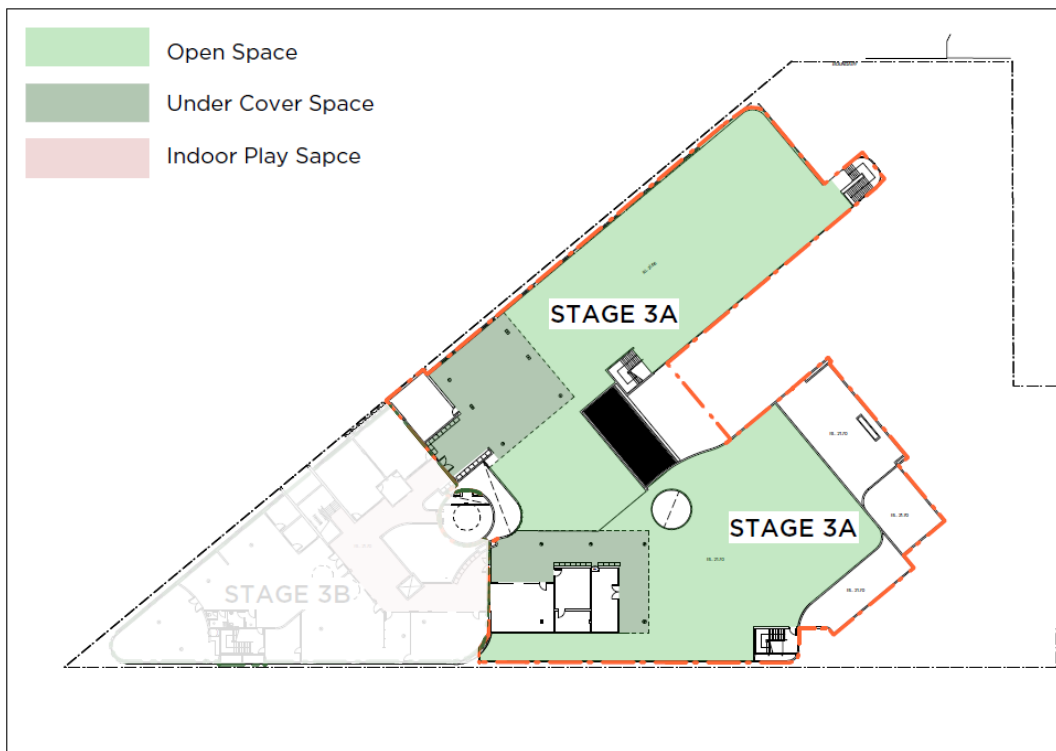 Open Space
Under Cover Space
Indoor Play Sapce
STAGE 3A
STAGE 3A
STAGE 3B